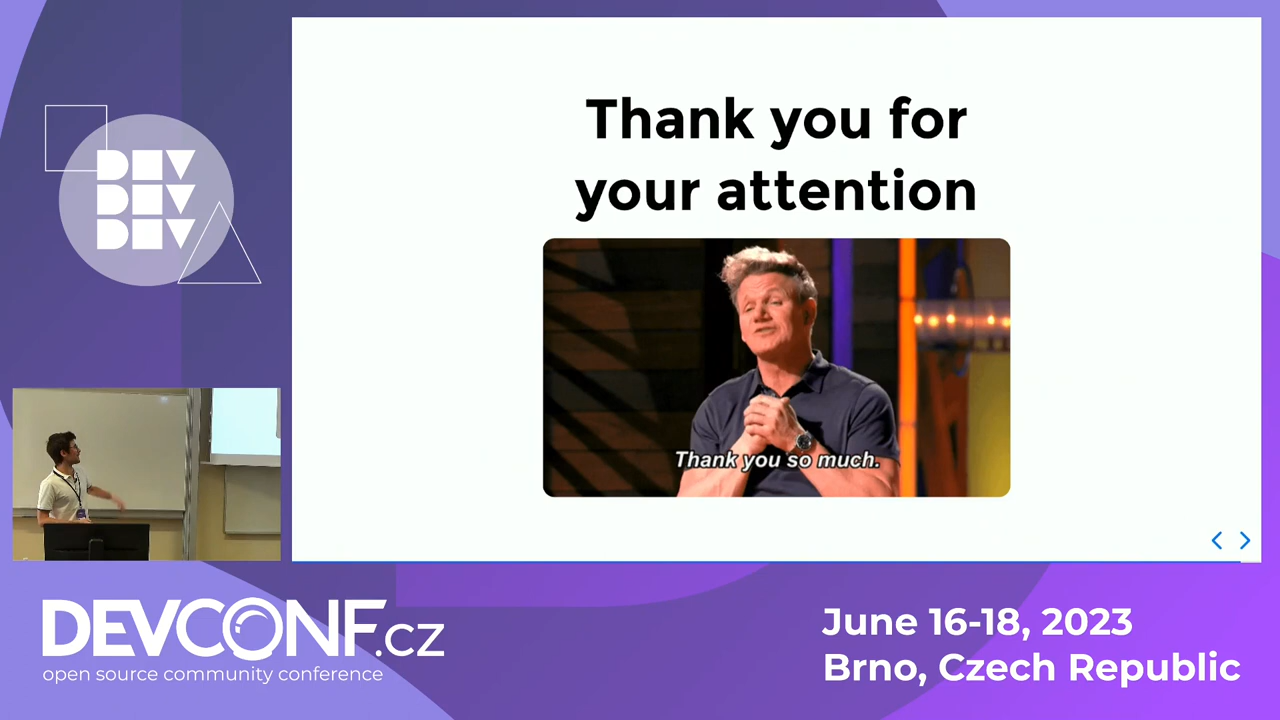 Thank you for
your attention
Thank you so much.
DEV
DEV
DEV
DEVCONF.cz
open source community conference
June 16-18, 2023
Brno, Czech Republic